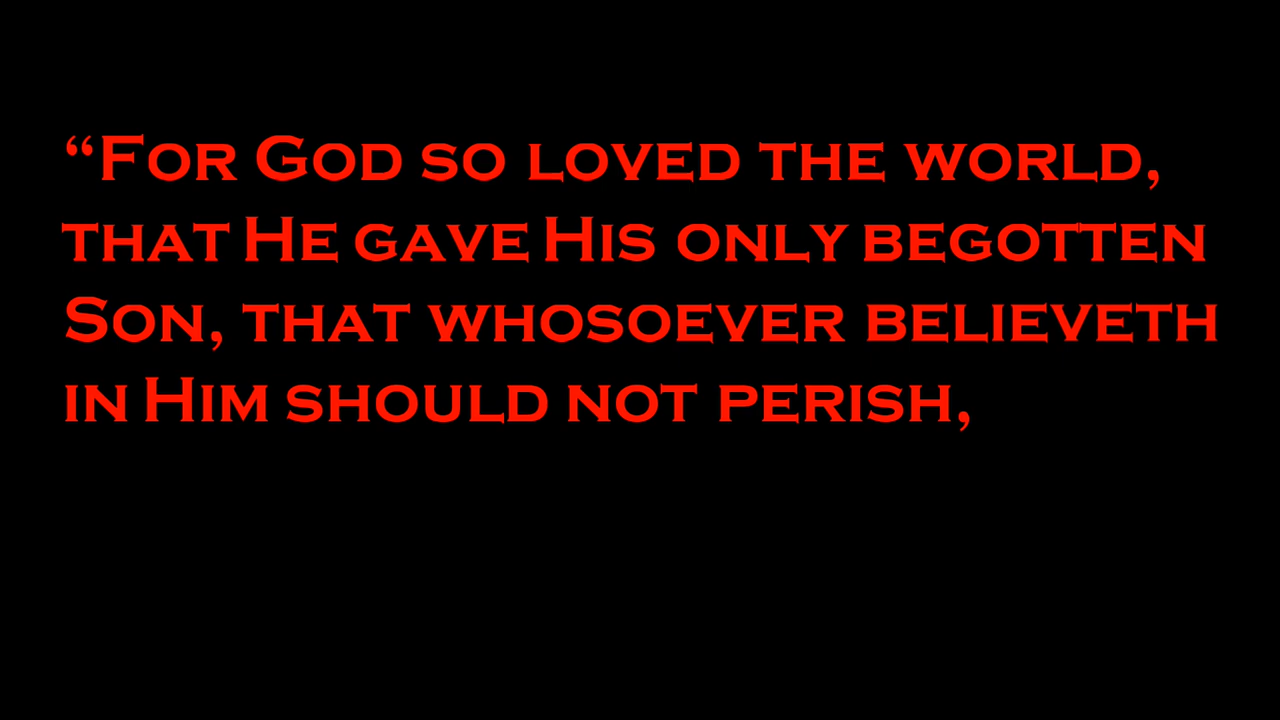 “For God so loved the world,
that He gave His only begotten
Son, that whosoever believeth
in Him should not perish,